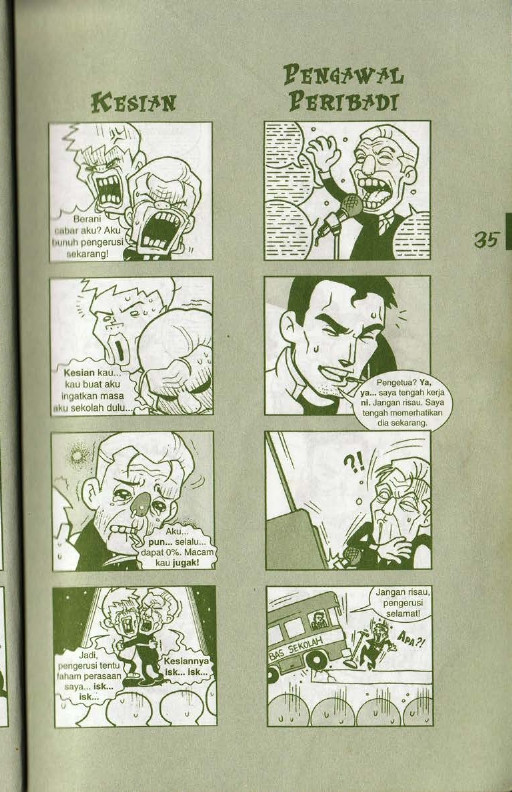 KESIAN
Berani
cabar aku? Aku
bunuh pengerusi
sekarang!
Kesian kau...
kau buat aku
ingatkan masa
aku sekolah dulu...
Aku...
pun... selalu...
dapat 0%. Macam
kau jugak!
Jadi,
pengerusi tentu
faham perasaan
saya... isk...
isk...
Kesiannya
isk... isk...
PENGAWAL
PERIBADI
Pengetua? Ya,
ya... saya tengah kerja
ni. Jangan risau. Saya
tengah memerhatikan
dia sekarang.
?!
Jangan risau,
pengerusi
selamat!
APA?!
BAS SEKOLAH
35